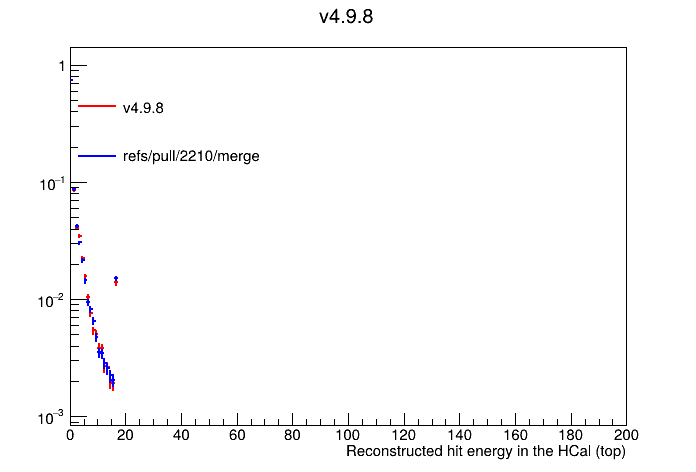 v4.9.8
1
v4.9.8
refs/pull/2210/merge
10⁻¹
10⁻²
10⁻³
0 20 40 60 80 100 120 140 160 180 200
Reconstructed hit energy in the HCal (top)